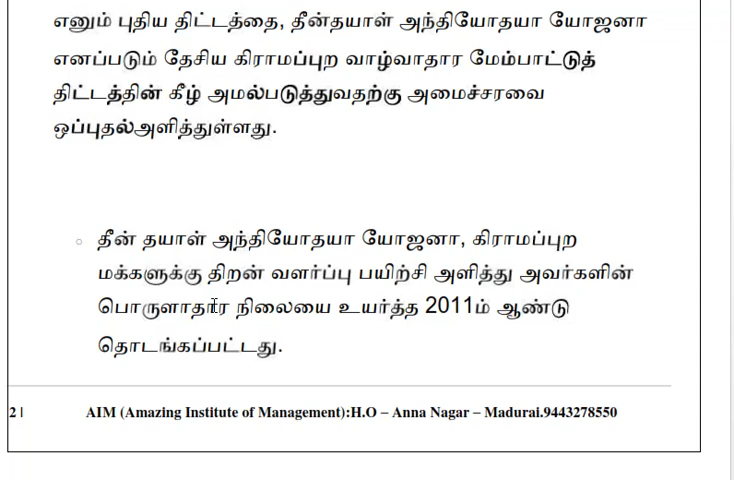 எனும் புதிய திட்டத்தை, தீன்தயாள் அந்தியோதயா யோஜனா
எனப்படும் தேசிய கிராமப்புற வாழ்வாதார மேம்பாட்டுத்
திட்டத்தின் கீழ் அமல்படுத்துவதற்கு அமைச்சரவை
ஒப்புதல்அளித்துள்ளது.
தீன் தயாள் அந்தியோதயா யோஜனா, கிராமப்புற
மக்களுக்கு திறன் வளர்ப்பு பயிற்சி அளித்து அவர்களின்
பொருளாதார நிலையை உயர்த்த 2011ம் ஆண்டு
தொடங்கப்பட்டது.
2 | AIM (Amazing Institute of Management):H.O – Anna Nagar – Madurai.9443278550